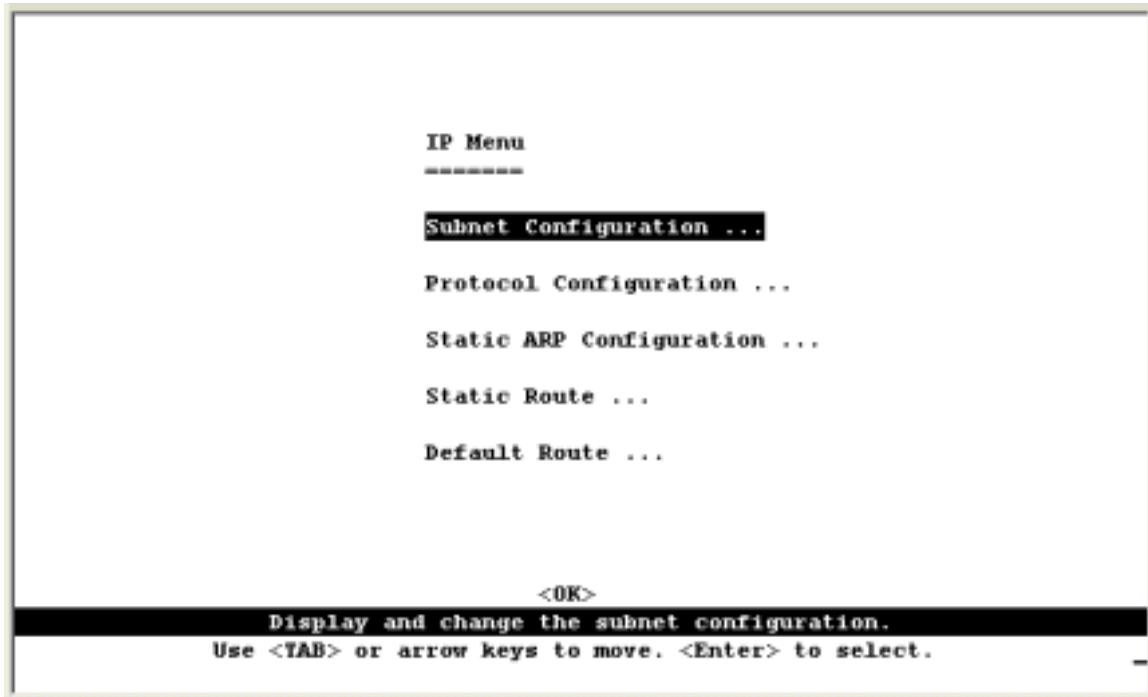 IP Menu
=======
Subnet Configuration ...
Protocol Configuration ...
Static ARP Configuration ...
Static Route ...
Default Route ...
<OK>
Display and change the subnet configuration.
Use <TAB> or arrow keys to move. <Enter> to select.